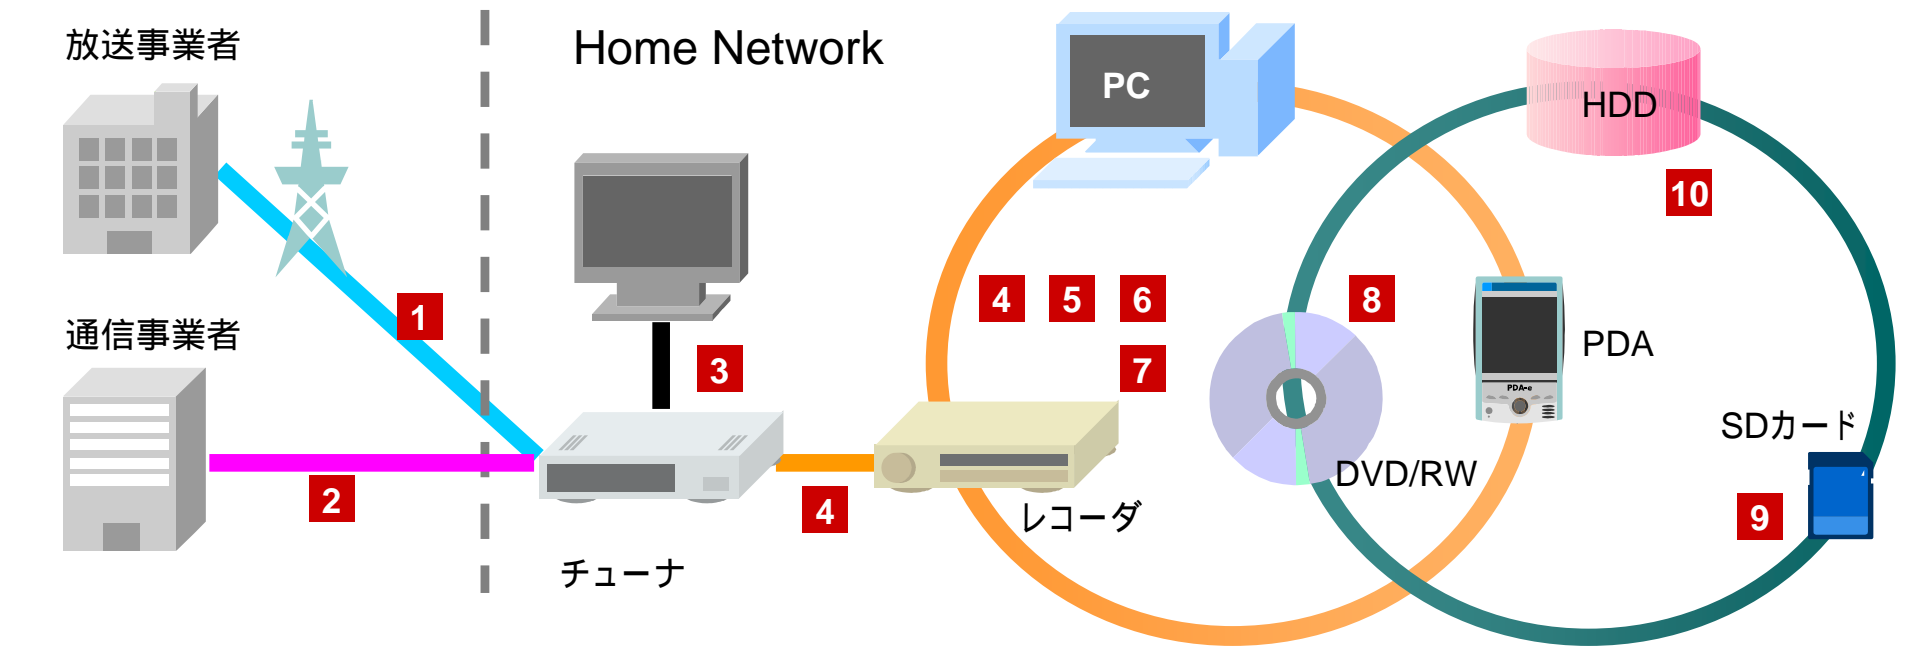 放送事業者
Home Network
PC
HDD
10
4 5 6
8
1
通信事業者
3
7
PDA
PDA-e
SDカード
DVD/RW
2
4
レコーダ
9
チューナ